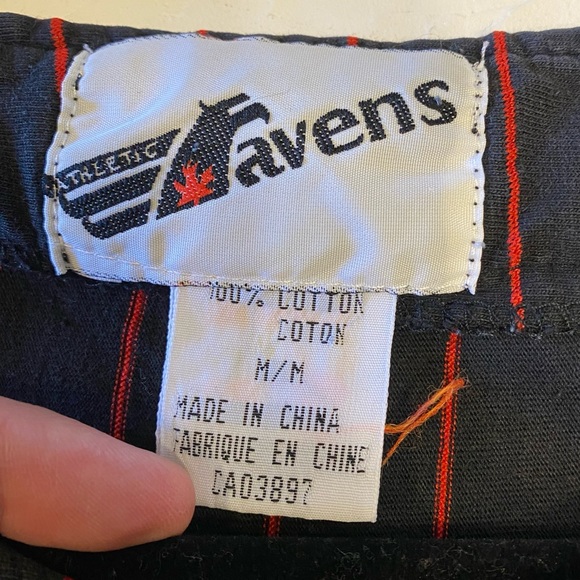 ATHLETIC
Ravens
100% COTTON
COTON
M/M
MADE IN CHINA
FABRIQUE EN CHINE
CA03897